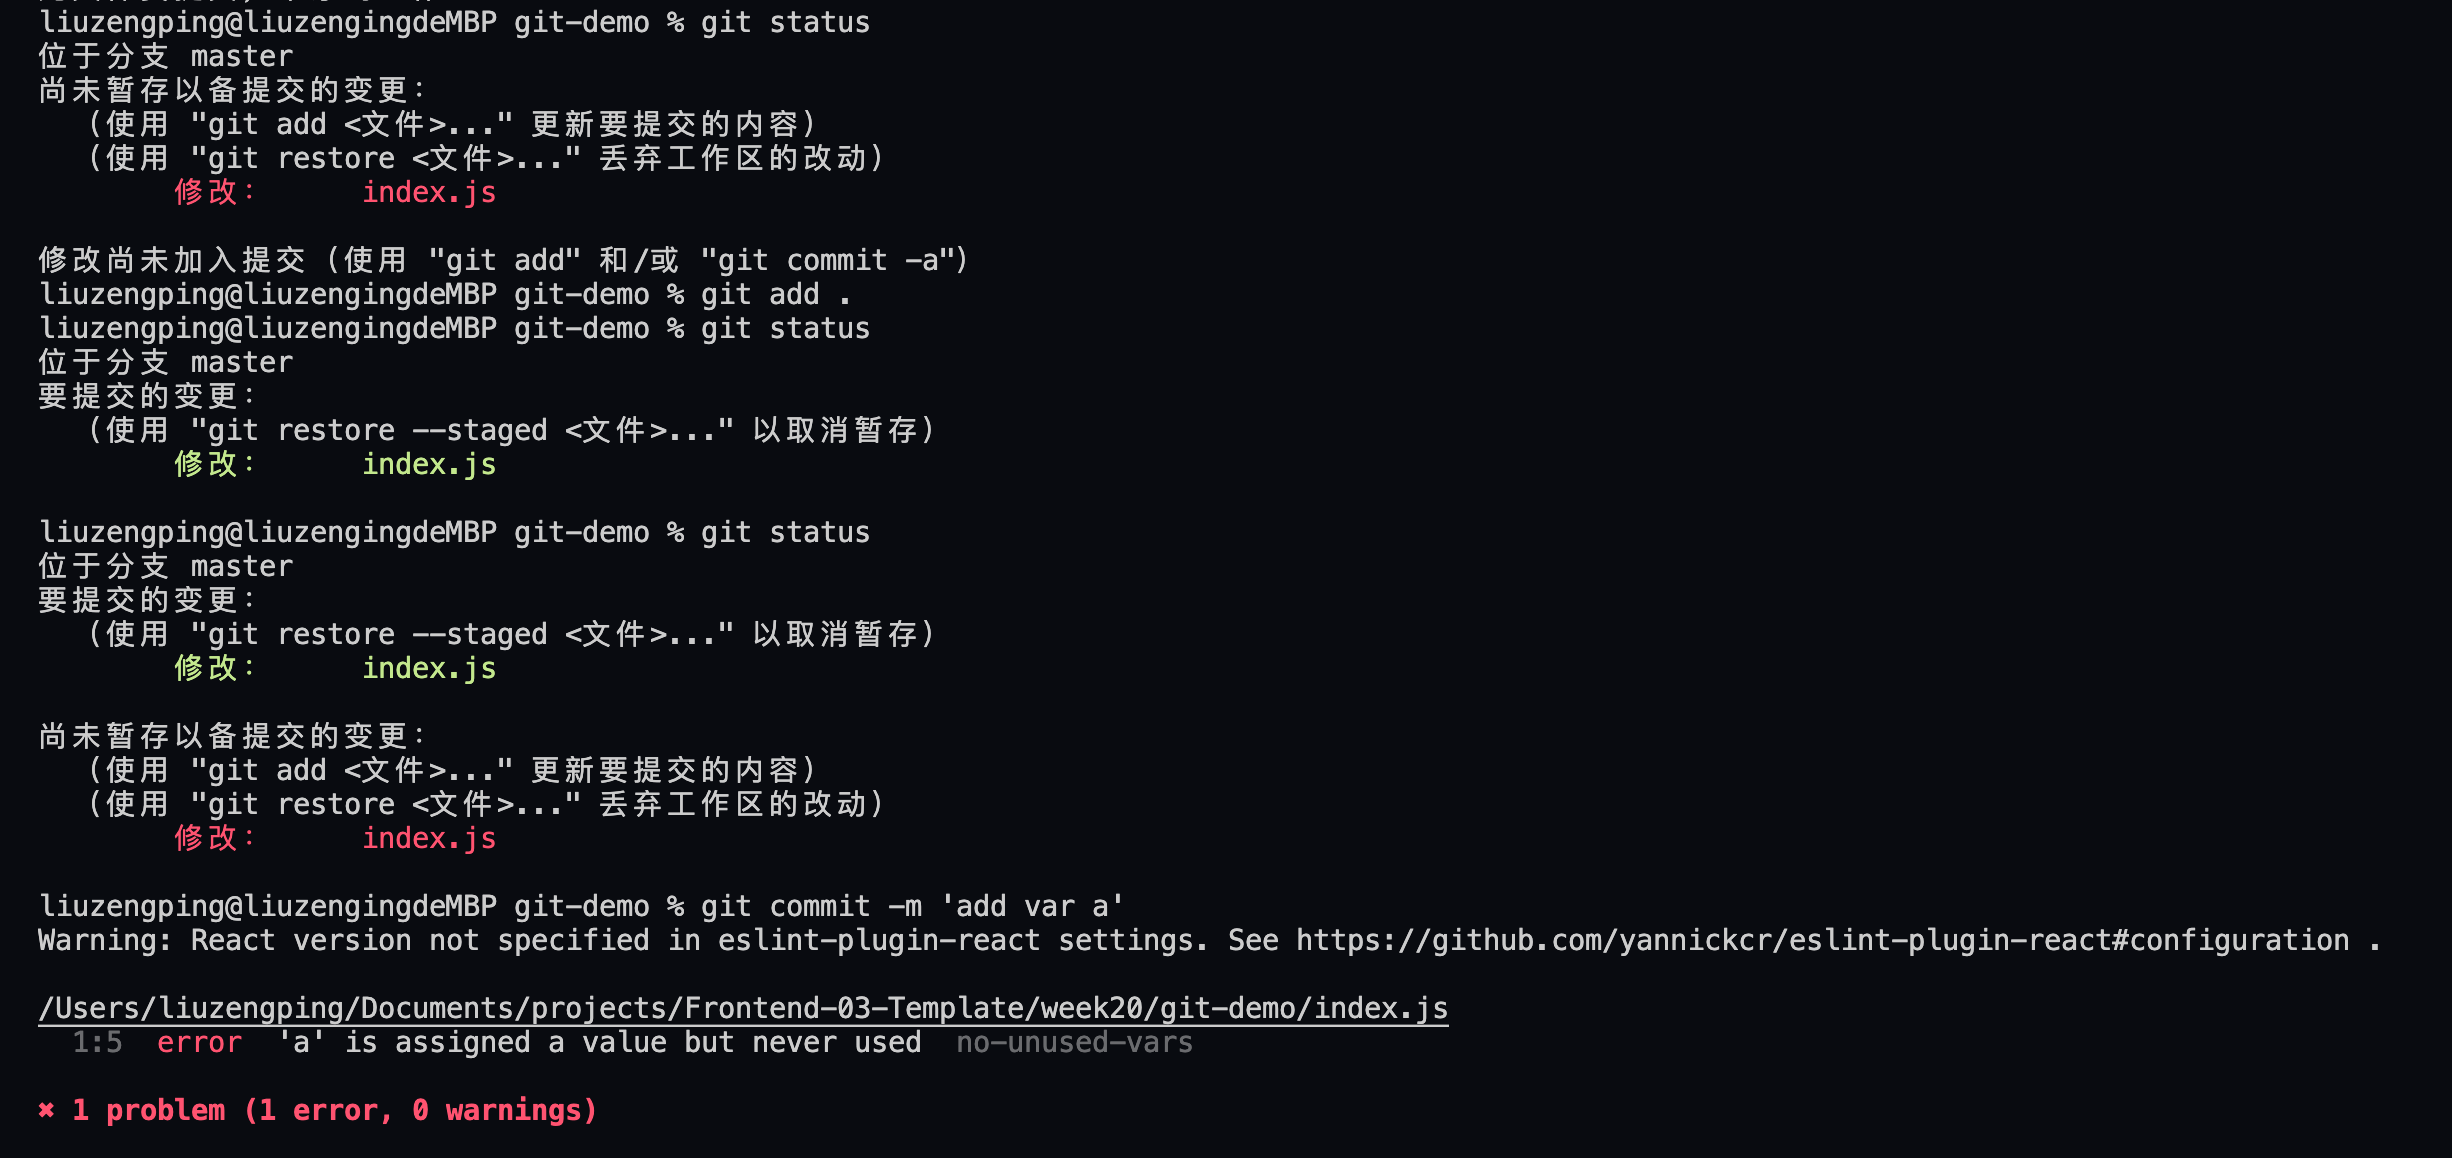 liuzengping@liuzengingdeMBP git-demo % git status
位于分支 master
尚未暂存以备提交的变更：
（使用 "git add <文件>..." 更新要提交的内容）
（使用 "git restore <文件>..." 丢弃工作区的改动）
修改：     index.js
修改尚未加入提交（使用 "git add" 和/或 "git commit -a"）
liuzengping@liuzengingdeMBP git-demo % git add .
liuzengping@liuzengingdeMBP git-demo % git status
位于分支 master
要提交的变更：
（使用 "git restore --staged <文件>..." 以取消暂存）
修改：     index.js
liuzengping@liuzengingdeMBP git-demo % git status
位于分支 master
要提交的变更：
（使用 "git restore --staged <文件>..." 以取消暂存）
修改：     index.js
尚未暂存以备提交的变更：
（使用 "git add <文件>..." 更新要提交的内容）
（使用 "git restore <文件>..." 丢弃工作区的改动）
修改：     index.js
liuzengping@liuzengingdeMBP git-demo % git commit -m 'add var a'
Warning: React version not specified in eslint-plugin-react settings. See https://github.com/yannickcr/eslint-plugin-react#configuration .
/Users/liuzengping/Documents/projects/Frontend-03-Template/week20/git-demo/index.js
1:5  error  'a' is assigned a value but never used  no-unused-vars
✖ 1 problem (1 error, 0 warnings)